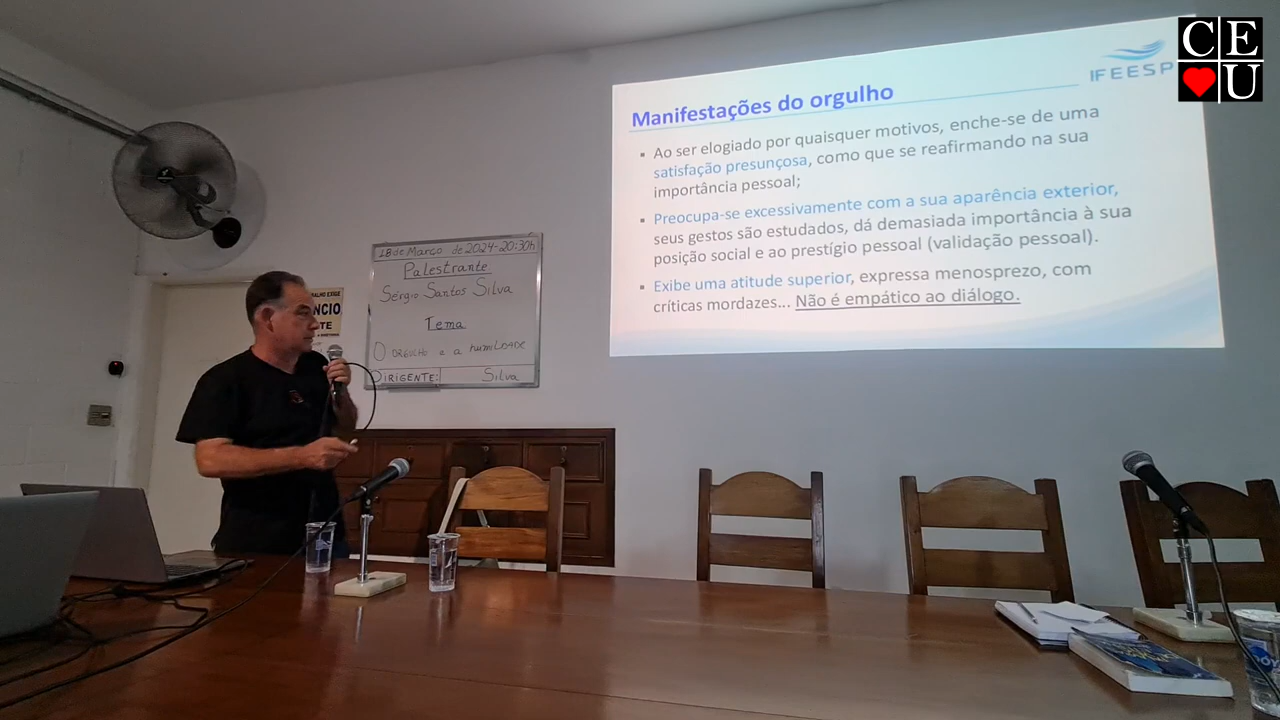 CE
U
IFEESP
Manifestações do orgulho
▪ Ao ser elogiado por quaisquer motivos, enche-se de uma
satisfação presunçosa, como que se reafirmando na sua
importância pessoal;
▪ Preocupa-se excessivamente com a sua aparência exterior,
seus gestos são estudados, dá demasiada importância à sua
posição social e ao prestígio pessoal (validação pessoal).
▪ Exibe uma atitude superior, expressa menosprezo, com
críticas mordazes... Não é empático ao diálogo.
18 de Março de 2024-20:30h
Palestrante
Sérgio Santos Silva
Tema
O ORGULHO e a humiLDADE
DIRIGENTE: Silva